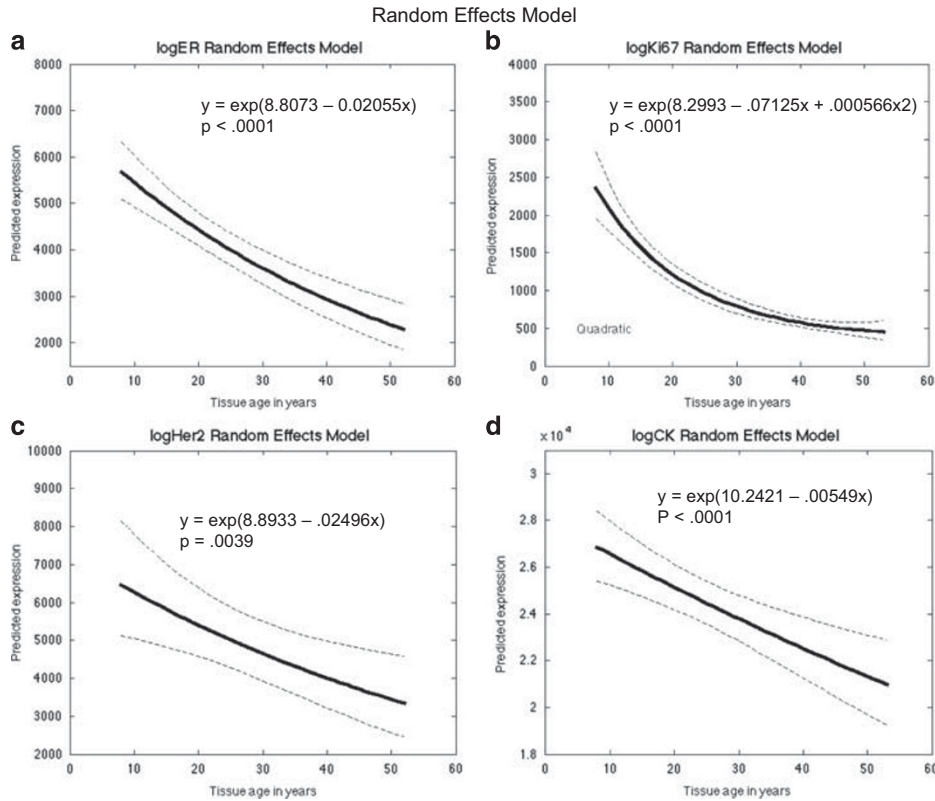 Random Effects Model
a
logER Random Effects Model
8000
7000
6000
5000
4000
3000
2000
0 10 20 30 40 50 60
Predicted expression
Tissue age in years
y = exp(8.8073 – 0.02055x)
p < .0001
b
logKi67 Random Effects Model
4000
3500
3000
2500
2000
1500
1000
500
0
0 10 20 30 40 50 60
Predicted expression
Tissue age in years
y = exp(8.2993 – .07125x + .000566x2)
p < .0001
Quadratic
c
logHer2 Random Effects Model
10000
9000
8000
7000
6000
5000
4000
3000
2000
0 10 20 30 40 50 60
Predicted expression
Tissue age in years
y = exp(8.8933 – .02496x)
p = .0039
d
x 10 4
logCK Random Effects Model
3
2.6
2.6
2.4
2.2
2
1.8
0 10 20 30 40 50 60
Predicted expression
Tissue age in years
y = exp(10.2421 – .00549x)
P < .0001